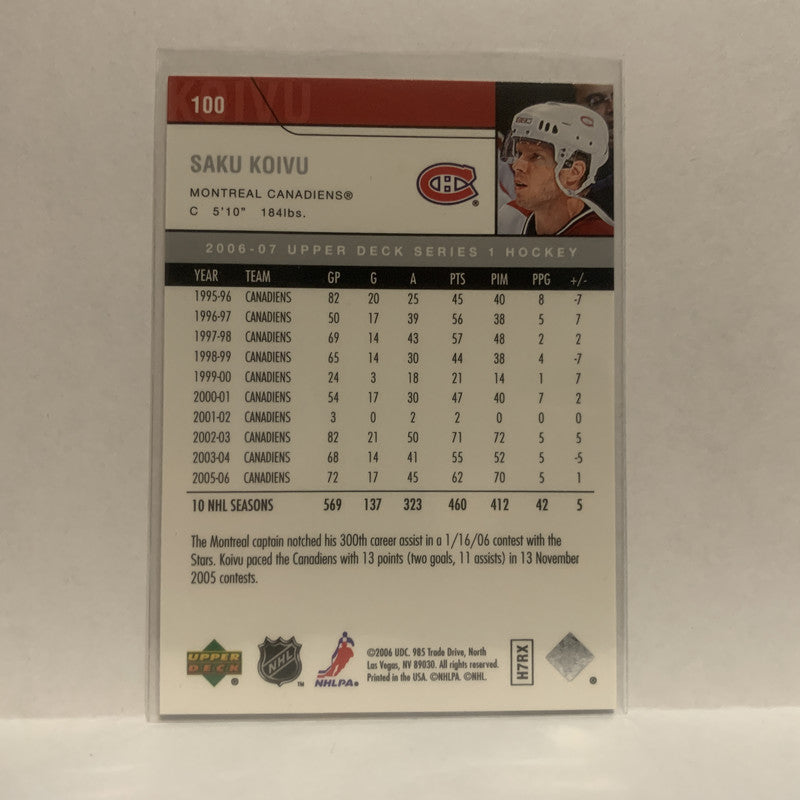 KOIVU
100
SAKU KOIVU
MONTREAL CANADIENS®
C 5'10" 184lbs.
2006-07 UPPER DECK SERIES 1 HOCKEY
YEAR TEAM GP G A PTS PIM PPG +/-
1995-96 CANADIENS 82 20 25 45 40 8 -7
1996-97 CANADIENS 50 17 39 56 38 5 7
1997-98 CANADIENS 69 14 43 57 48 2 2
1998-99 CANADIENS 65 14 30 44 38 4 -7
1999-00 CANADIENS 24 3 18 21 14 1 7
2000-01 CANADIENS 54 17 30 47 40 7 2
2001-02 CANADIENS 3 0 2 2 0 0 0
2002-03 CANADIENS 82 21 50 71 72 5 5
2003-04 CANADIENS 68 14 41 55 52 5 -5
2005-06 CANADIENS 72 17 45 62 70 5 1
10 NHL SEASONS 569 137 323 460 412 42 5
The Montreal captain notched his 300th career assist in a 1/16/06 contest with the
Stars. Koivu paced the Canadiens with 13 points (two goals, 11 assists) in 13 November
2005 contests.
UPPER
DECK
NHL
TM
NHLPA
©2006 UDC. 985 Trade Drive, North
Las Vegas, NV 89030. All rights reserved.
Printed in the USA. ©NHLPA. ©NHL.
H7RX